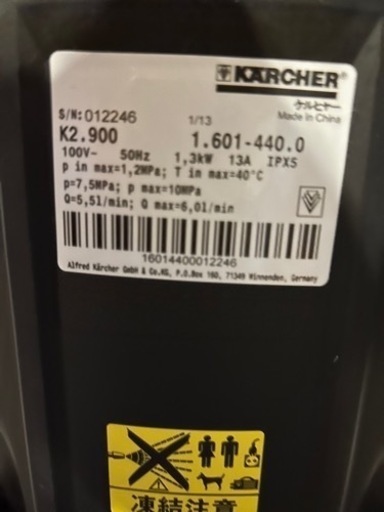 KÄRCHER
ケルヒャー
Made in China
S/N:012246 1/13
K2.900 1.601-440.0
100V~ 50Hz 1,3kW 13A IPX5
p in max=1,2MPa; T in max=40°C
p=7,5MPa; p max=10MPa
Q=5,5l/min; Q max=6,0l/min
16014400012246
Alfred Kärcher GmbH & Co.KG, P.O.Box 160, 71349 Winnenden, Germany
凍結注意